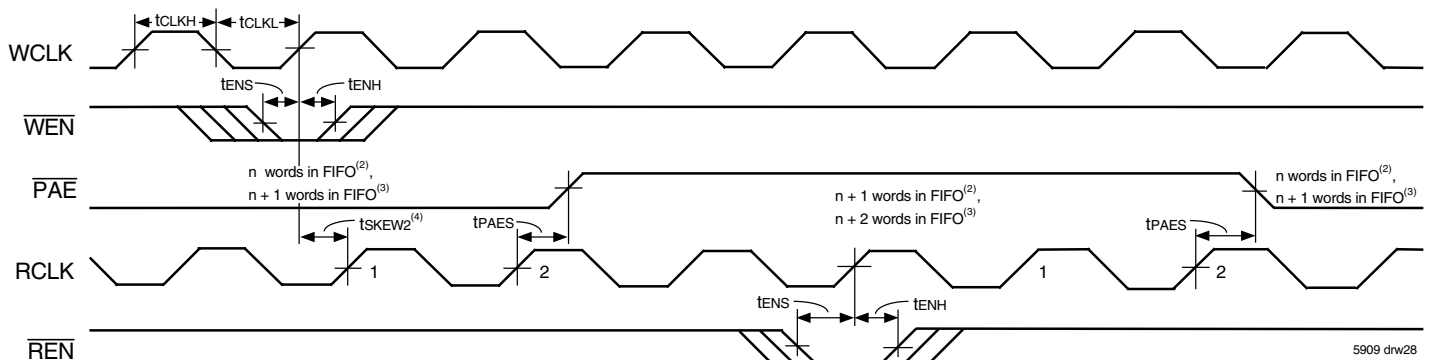 tCLKH tCLKL
WCLK
tENS tENH
WEN
n words in FIFO(2),
n + 1 words in FIFO(3)
PAE
n + 1 words in FIFO(2),
n + 2 words in FIFO(3)
n words in FIFO(2),
n + 1 words in FIFO(3)
tSKEW2(4) tPAES tPAES
RCLK 1 2 1 2
tENS tENH
REN
5909 drw28